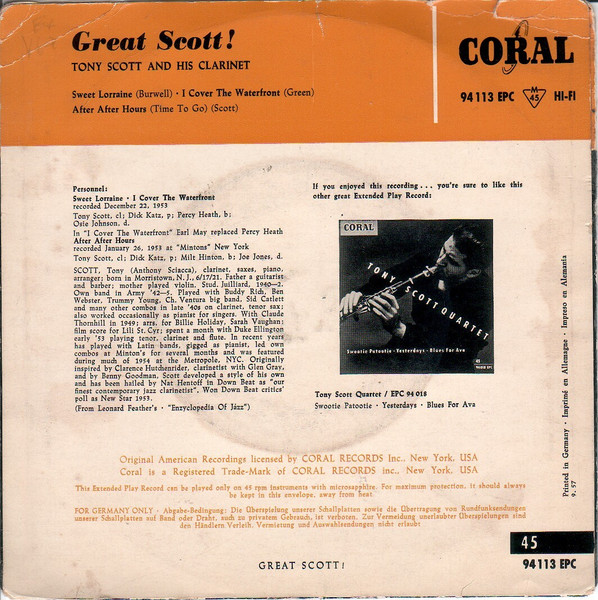 Great Scott!
TONY SCOTT AND HIS CLARINET
Sweet Lorraine (Burwell) · I Cover The Waterfront (Green)
After After Hours (Time To Go) (Scott)
CORAL
94 113 EPC M 45 HI-FI
Personnel:
Sweet Lorraine · I Cover The Waterfront
recorded December 22, 1953
Tony Scott, cl; Dick Katz, p; Percy Heath, b;
Osie Johnson, d.
In "I Cover The Waterfront" Earl May replaced Percy Heath
After After Hours
recorded January 26, 1953 at "Mintons" New York
Tony Scott, cl; Dick Katz, p; Milt Hinton, b; Joe Jones, d.
SCOTT, Tony (Anthony Sciacca), clarinet, saxes, piano,
arranger; born in Morristown, N. J., 6/17/21. Father a guitarist
and barber; mother played violin. Stud. Juilliard, 1940—2.
Own band in Army '42—5. Played with Buddy Rich, Ben
Webster, Trummy Young, Ch. Ventura big band, Sid Catlett
and many other combos in late '40s on clarinet, tenor sax;
also worked occasionally as pianist for singers. With Claude
Thornhill in 1949; arrs. for Billie Holiday, Sarah Vaughan;
film score for Lili St. Cyr; spent a month with Duke Ellington
early '53 playing tenor, clarinet and flute. In recent years
has played with Latin bands, gigged as pianist, led own
combos at Minton's for several months and was featured
during much of 1954 at the Metropole, NYC. Originally
inspired by Clarence Hutchenrider, clarinetist with Glen Gray,
and by Benny Goodman. Scott developed a style of his own
and has been hailed by Nat Hentoff in Down Beat as "our
finest contemporary jazz clarinetist". Won Down Beat critics'
poll as New Star 1953.
(From Leonard Feather's · "Enzyclopedia Of Jazz")
If you enjoyed this recording . . . you're sure to like this
other great Extended Play Record:
CORAL
TONY SCOTT QUARTET
Swootie Patootie · Yesterdays · Blues For Ava
45
94018 EPC
Tony Scott Quartet / EPC 94 018
Swootie Patootie · Yesterdays · Blues For Ava
Original American Recordings licensed by CORAL RECORDS Inc., New York, USA
Coral is a Registered Trade-Mark of CORAL RECORDS inc., New York, USA
This Extended Play Record can be played only on 45 rpm instruments with microsapphire. For maximum protection, it should always
be kept in this envelope, away from heat.
FOR GERMANY ONLY · Abgabe-Bedingung: Die Überspielung unserer Schallplatten sowie die Übertragung von Rundfunksendungen
unserer Schallplatten auf Band oder Draht, auch zu privatem Gebrauch, ist verboten. Zur Vermeidung unerlaubter Überspielungen sind
den Händlern Verleih, Vermietung und Auswahlsendungen nicht erlaubt
GREAT SCOTT!
Printed in Germany · Imprimé en Allemagne · Impreso en Alemania
9. 57
45
94 113 EPC